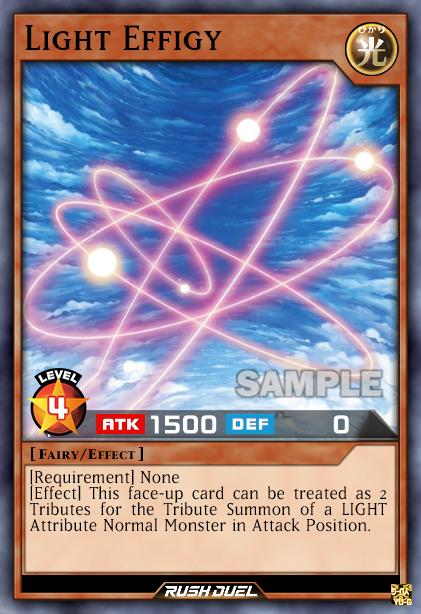 Light Effigy
ひかり
光
SAMPLE
LEVEL
4
ATK 1500 DEF 0
[Fairy/Effect]
[Requirement] None
[Effect] This face-up card can be treated as 2
Tributes for the Tribute Summon of a LIGHT
Attribute Normal Monster in Attack Position.
RUSH DUEL